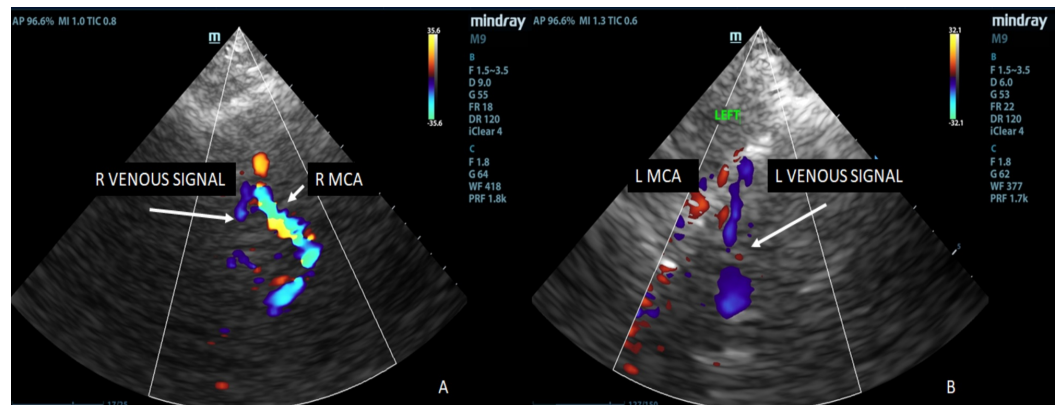 AP 96.6% MI 1.0 TIC 0.8
mindray
M9
m
35.6
-35.6
B
F 1.5~3.5
D 9.0
G 55
FR 18
DR 120
iClear 4
C
F 1.8
G 64
WF 418
PRF 1.8k
R VENOUS SIGNAL
R MCA
A
AP 96.6% MI 1.3 TIC 0.6
mindray
M9
m
32.1
-32.1
B
F 1.5~3.5
D 6.0
G 53
FR 22
DR 120
iClear 4
C
F 1.8
G 62
WF 377
PRF 1.7k
LEFT
L MCA
L VENOUS SIGNAL
5
B